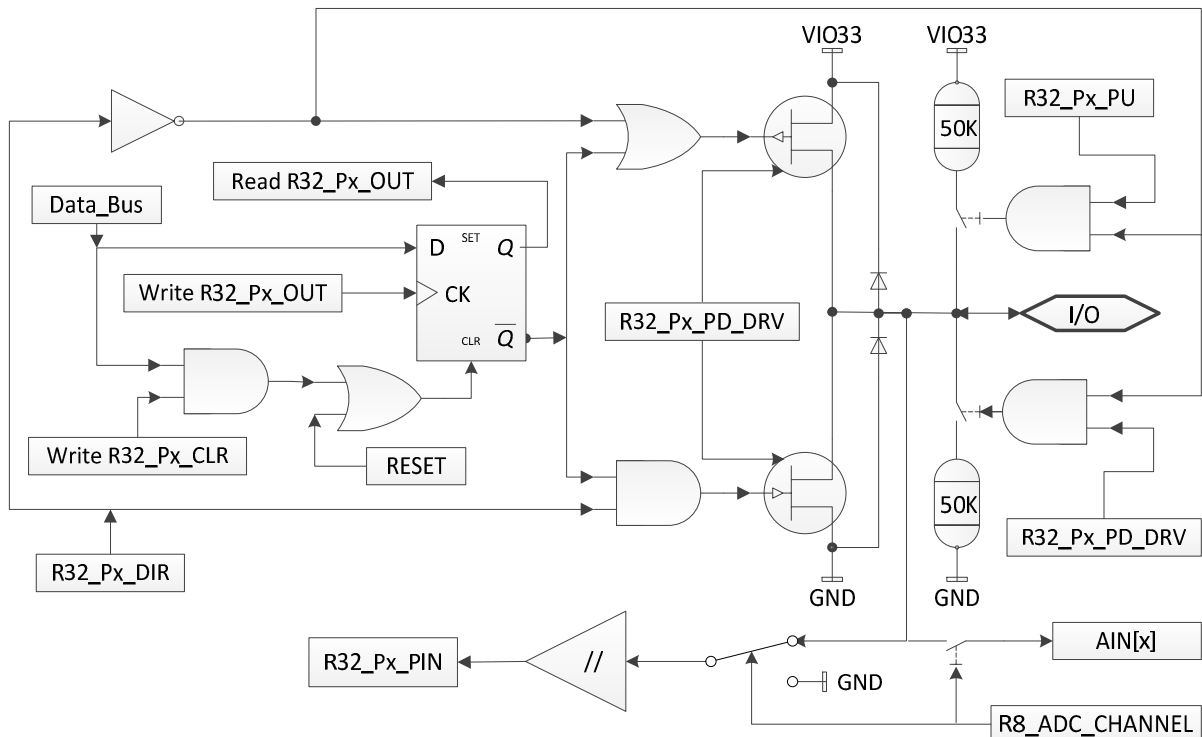 VIO33
VIO33
R32_Px_PU
50K
Read R32_Px_OUT
Data_Bus
D
SET
Q
Write R32_Px_OUT
CK
R32_Px_PD_DRV
I/O
CLR
Q
Write R32_Px_CLR
RESET
50K
R32_Px_PD_DRV
R32_Px_DIR
GND
GND
R32_Px_PIN
//
AIN[x]
GND
R8_ADC_CHANNEL